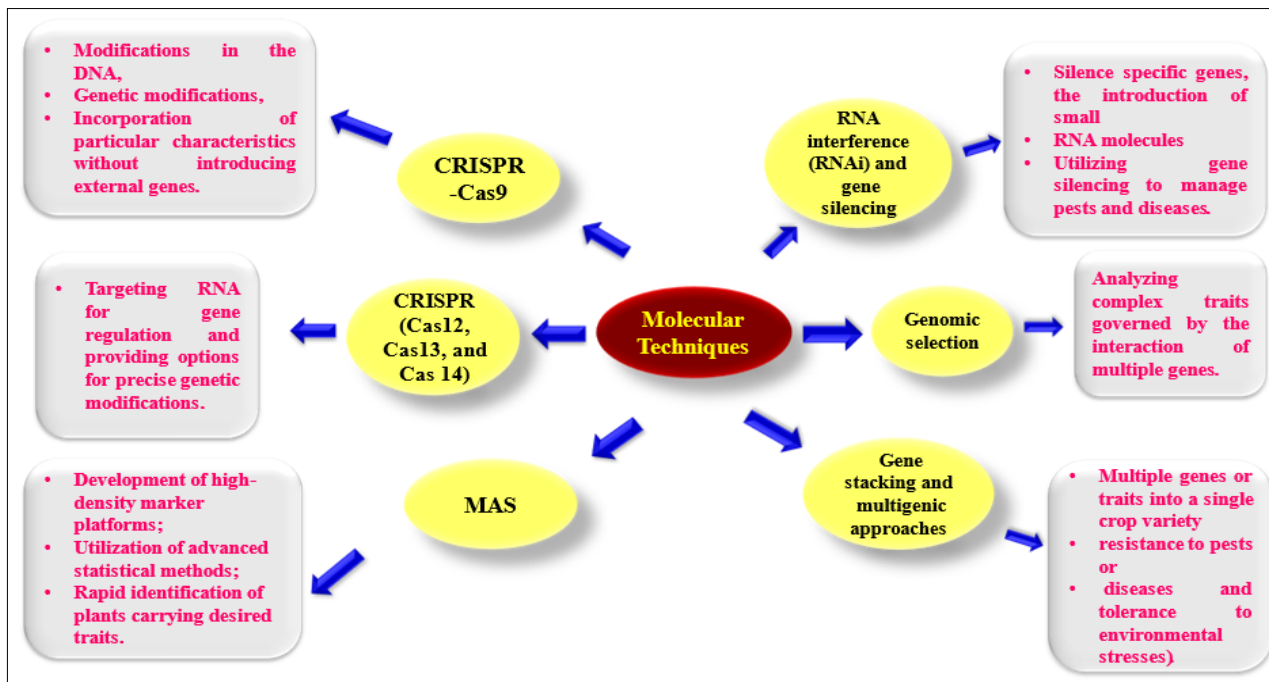 • Modifications in the
DNA,
• Genetic modifications,
• Incorporation of
particular characteristics
without introducing
external genes.
CRISPR
-Cas9
RNA
interference
(RNAi) and
gene
silencing
• Silence specific genes,
the introduction of
small
• RNA molecules
• Utilizing gene
silencing to manage
pests and diseases.
• Targeting RNA
for gene
regulation and
providing options
for precise genetic
modifications.
CRISPR
(Cas12,
Cas13, and
Cas 14)
Molecular
Techniques
Genomic
selection
Analyzing
complex traits
governed by the
interaction of
multiple genes.
• Development of high-
density marker
platforms;
• Utilization of advanced
statistical methods;
• Rapid identification of
plants carrying desired
traits.
MAS
Gene
stacking and
multigenic
approaches
• Multiple genes or
traits into a single
crop variety
• resistance to pests
or
• diseases and
tolerance to
environmental
stresses)